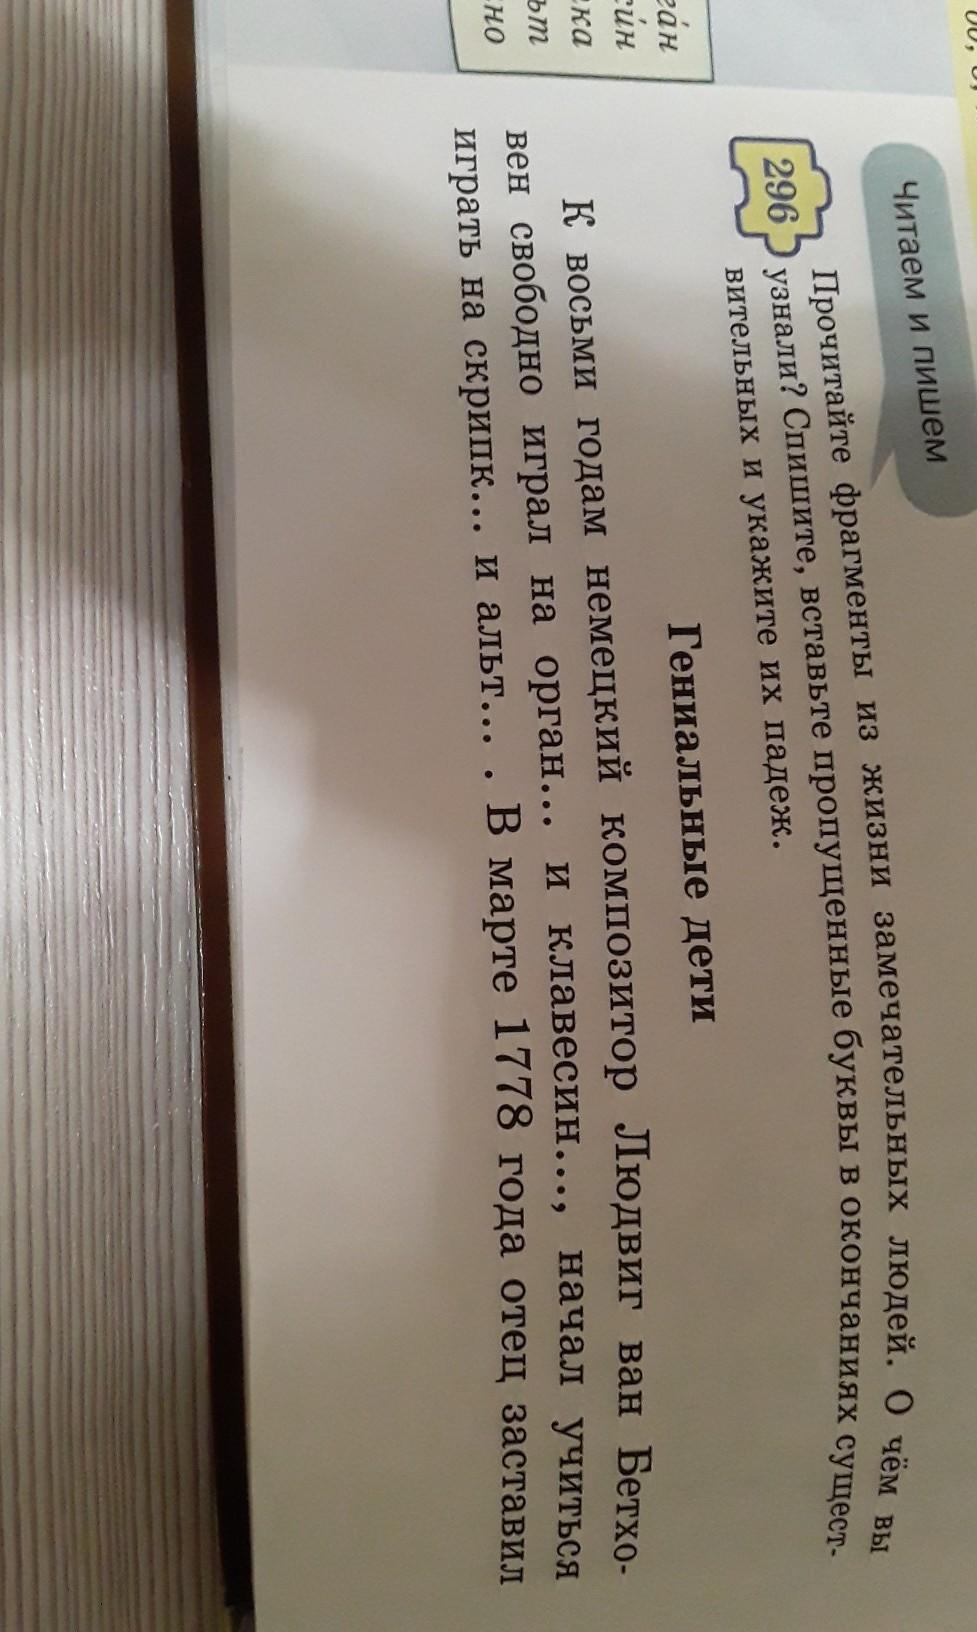 Читаем и пишем
296
Прочитайте фрагменты из жизни замечательных людей. О чём вы
узнали? Спишите, вставьте пропущенные буквы в окончаниях сущест-
вительных и укажите их падеж.
Гениальные дети
К восьми годам немецкий композитор Людвиг ван Бетхо-
вен свободно играл на орган... и клавесин..., начал учиться
играть на скрипк... и альт... . В марте 1778 года отец заставил